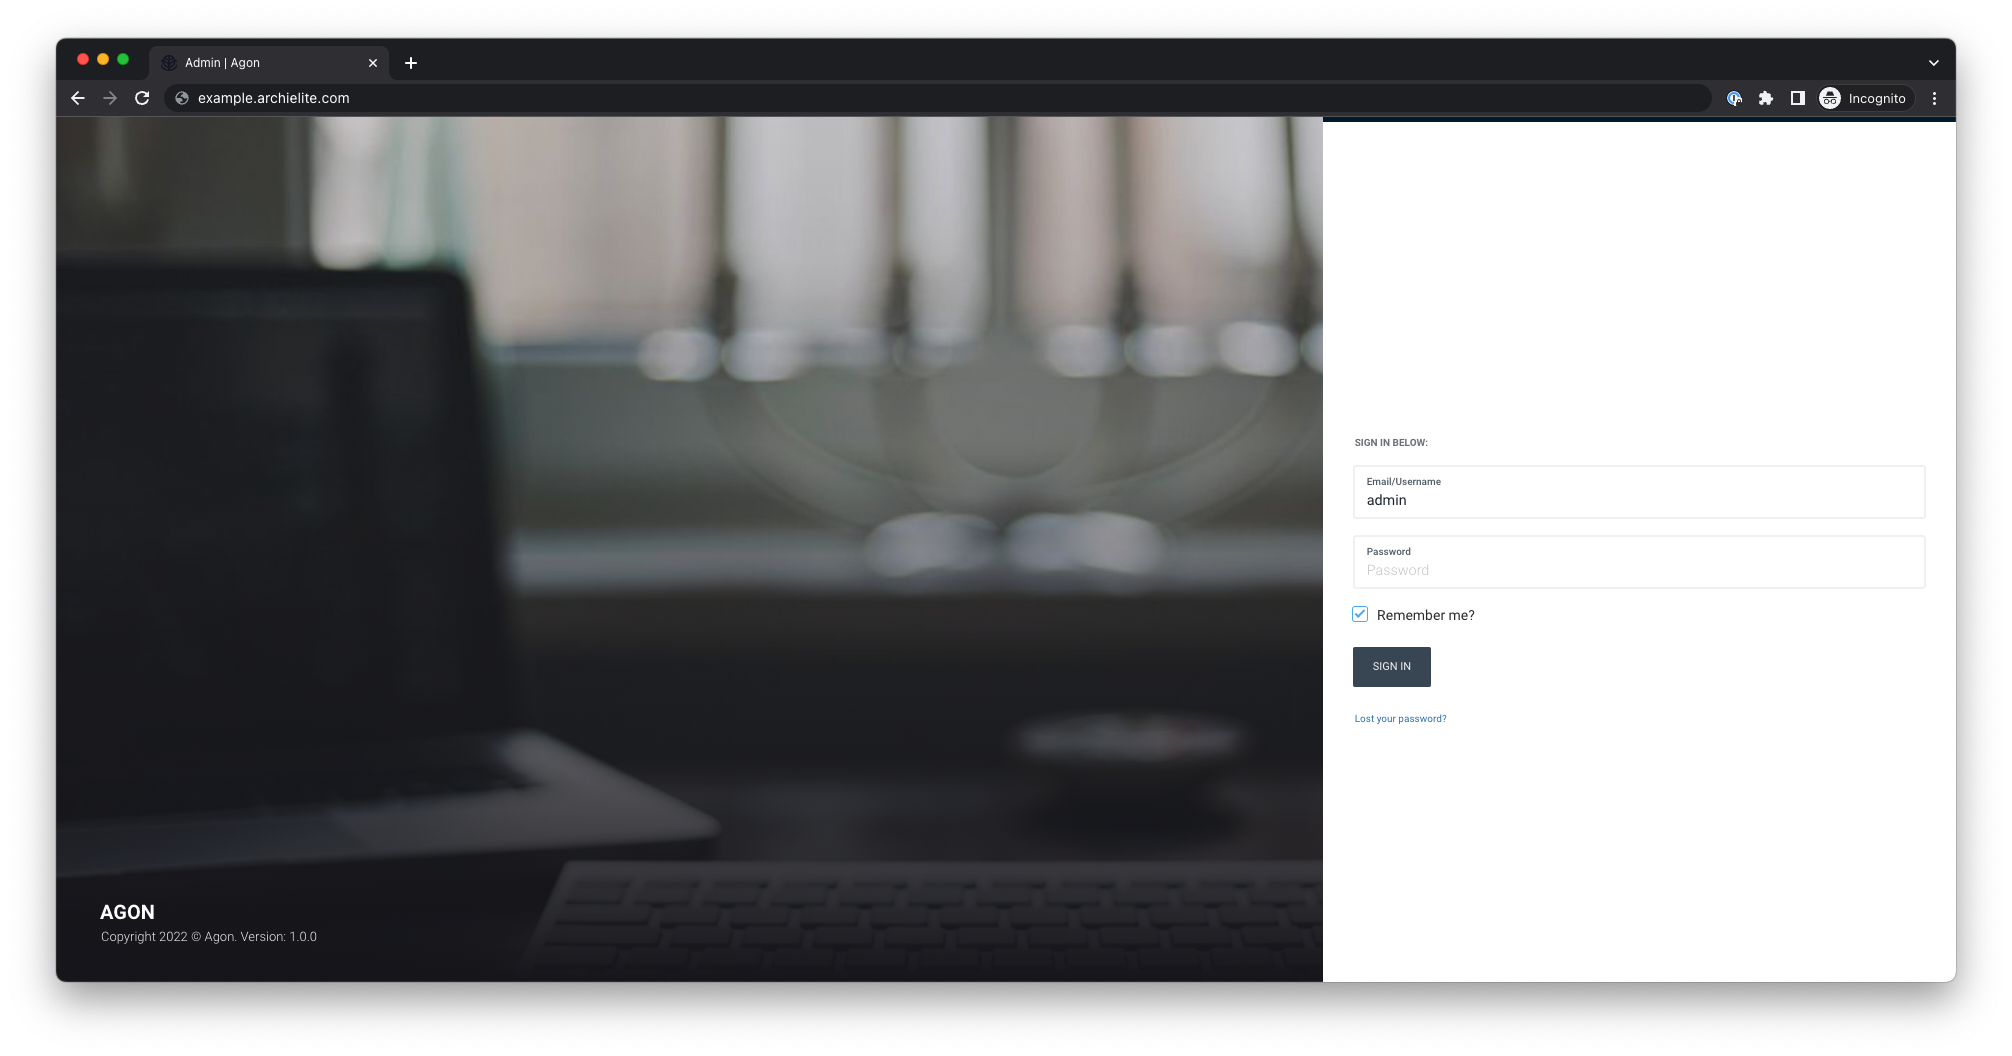 Admin | Agon
example.archielite.com
Incognito
SIGN IN BELOW:
Email/Username
admin
Password
Password
Remember me?
SIGN IN
Lost your password?
AGON
Copyright 2022 © Agon. Version: 1.0.0